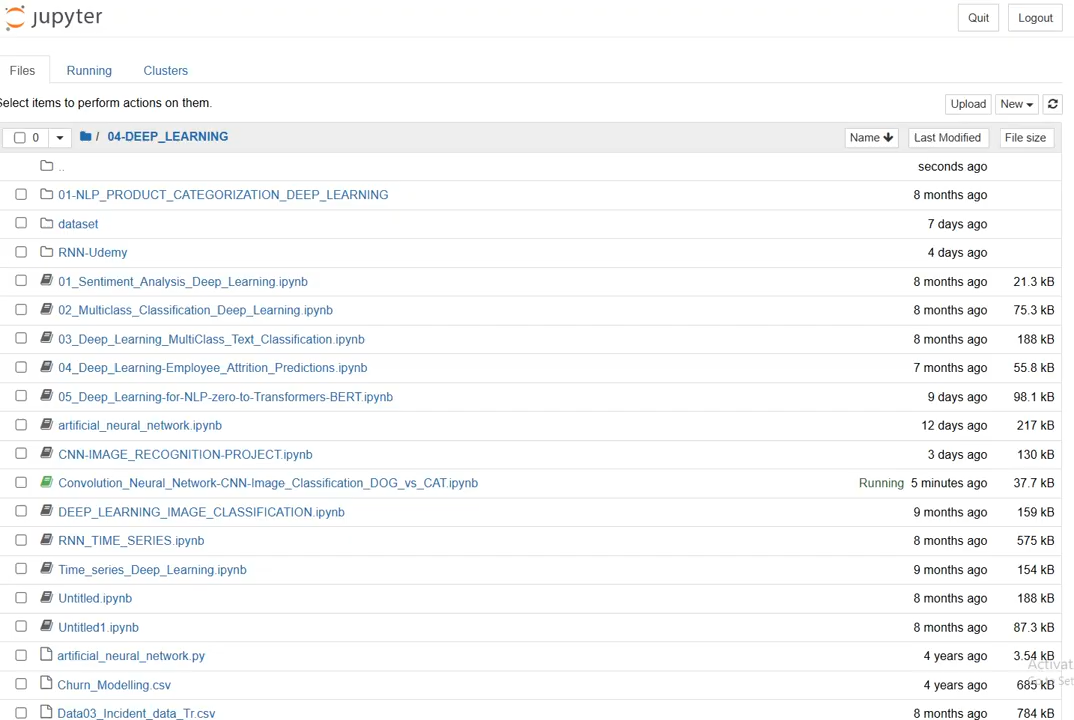 jupyter Quit Logout
Files Running Clusters
Select items to perform actions on them. Upload New
0 / 04-DEEP_LEARNING Name Last Modified File size
.. seconds ago
01-NLP_PRODUCT_CATEGORIZATION_DEEP_LEARNING 8 months ago
dataset 7 days ago
RNN-Udemy 4 days ago
01_Sentiment_Analysis_Deep_Learning.ipynb 8 months ago 21.3 kB
02_Multiclass_Classification_Deep_Learning.ipynb 8 months ago 75.3 kB
03_Deep_Learning_MultiClass_Text_Classification.ipynb 8 months ago 188 kB
04_Deep_Learning-Employee_Attrition_Predictions.ipynb 7 months ago 55.8 kB
05_Deep_Learning-for-NLP-zero-to-Transformers-BERT.ipynb 9 days ago 98.1 kB
artificial_neural_network.ipynb 12 days ago 217 kB
CNN-IMAGE_RECOGNITION-PROJECT.ipynb 3 days ago 130 kB
Convolution_Neural_Network-CNN-Image_Classification_DOG_vs_CAT.ipynb Running 5 minutes ago 37.7 kB
DEEP_LEARNING_IMAGE_CLASSIFICATION.ipynb 9 months ago 159 kB
RNN_TIME_SERIES.ipynb 8 months ago 575 kB
Time_series_Deep_Learning.ipynb 9 months ago 154 kB
Untitled.ipynb 8 months ago 188 kB
Untitled1.ipynb 8 months ago 87.3 kB
artificial_neural_network.py 4 years ago 3.54 kB
Activat
Churn_Modelling.csv 4 years ago 685 kB
Data03_Incident_data_Tr.csv 8 months ago 784 kB